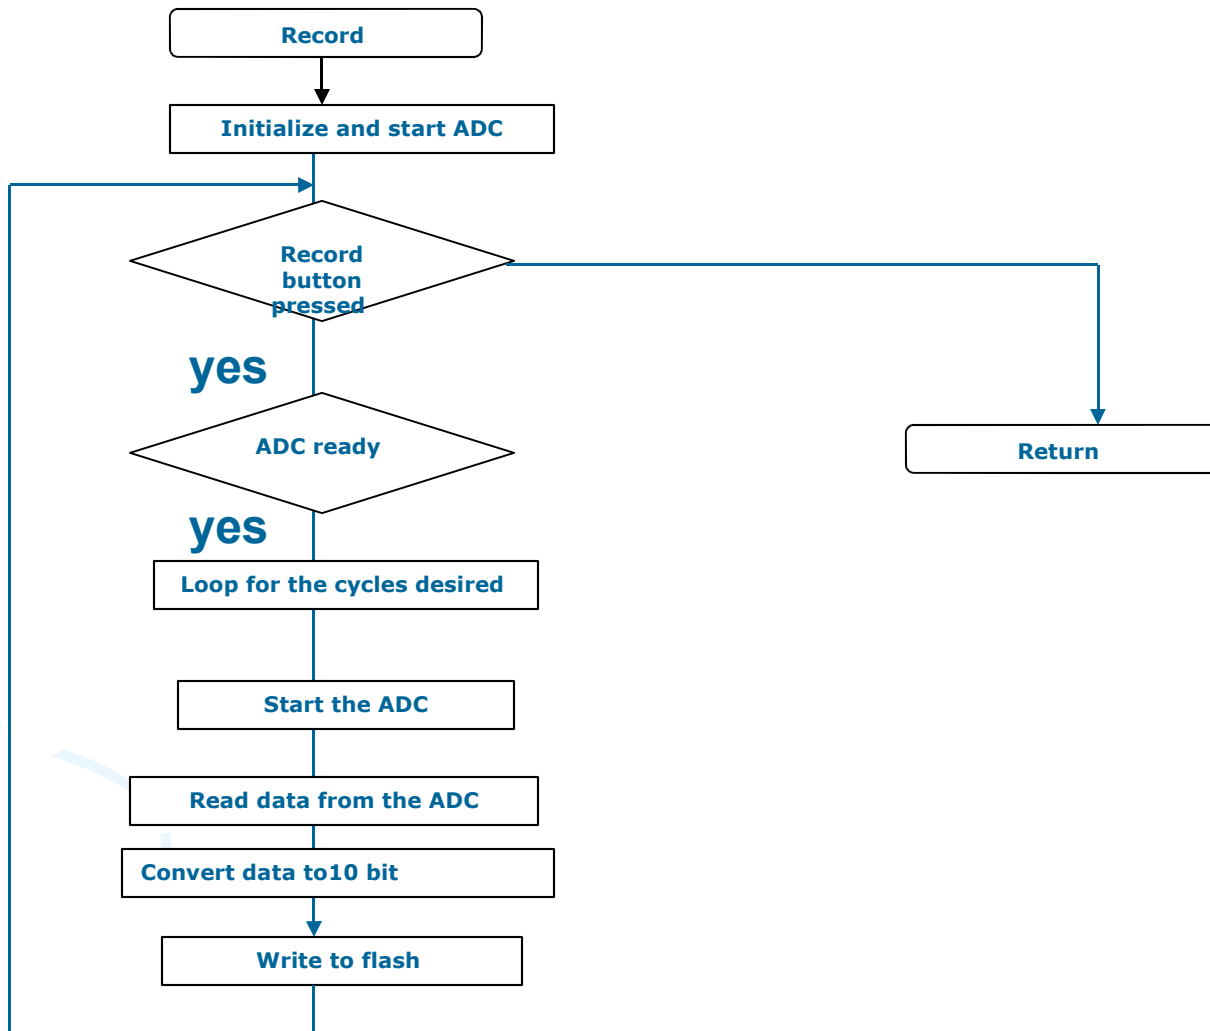 Record
Initialize and start ADC
Record
button
pressed
yes
ADC ready
Return
yes
Loop for the cycles desired
Start the ADC
Read data from the ADC
Convert data to10 bit
Write to flash